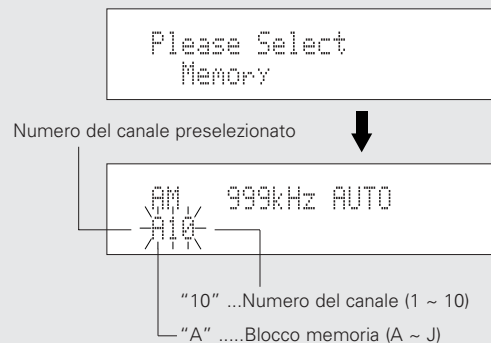 Please Select
Memory
Numero del canale preselezionato
AM 999kHz AUTO
A10
"10" ...Numero del canale (1 ~ 10)
"A" .....Blocco memoria (A ~ J)